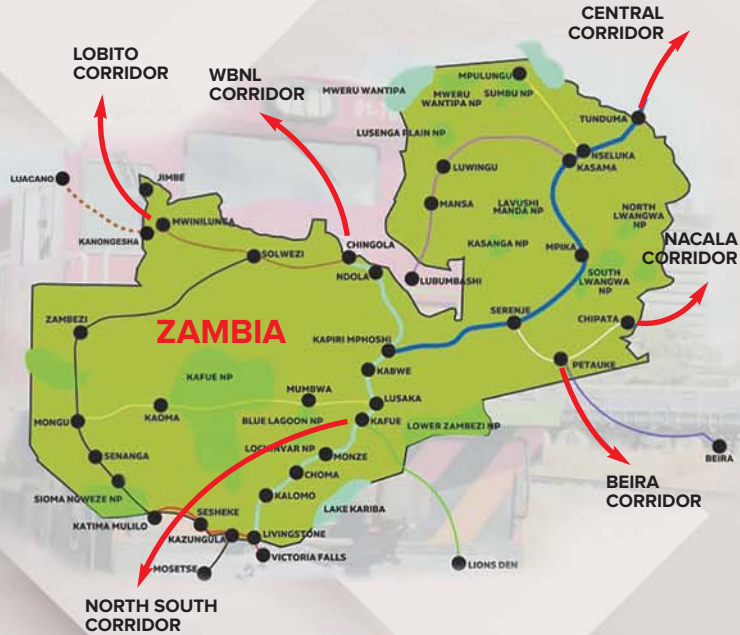 CENTRAL
CORRIDOR
LOBITO
CORRIDOR
WBNL
CORRIDOR
MWERU WANTIPA
MPULUNGU
MWERU
WANTIPA NP
SUMBU NP
TUNDUMA
LUSENGA PLAIN NP
NSELUKA
KASAMA
LUWINGU
LUACANO
JIMBE
MANSA
LAVUSHI
MANDA NP
NORTH
LWANGWA
NP
MWINILUNGA
KANONGESHA
NACALA
CORRIDOR
SOLWEZI
CHINGOLA
KASANGA NP
MPIKA
NDOLA
LUBUMBASHI
SOUTH
LWANGWA
NP
ZAMBEZI
ZAMBIA
SERENJE
CHIPATA
KAPIRI MPHOSHI
PETAUKE
KAFUE NP
KABWE
MUMBWA
LUSAKA
KAOMA
MONGU
BLUE LAGOON NP
KAFUE
LOWER ZAMBEZI NP
BEIRA
SENANGA
LOCHINVAR NP
MONZE
CHOMA
BEIRA
CORRIDOR
SIOMA NGWEZE NP
KALOMO
LAKE KARIBA
KATIMA MULILO
SESHEKE
KAZUNGULA
LIVINGSTONE
VICTORIA FALLS
MOSETSE
LIONS DEN
NORTH SOUTH
CORRIDOR